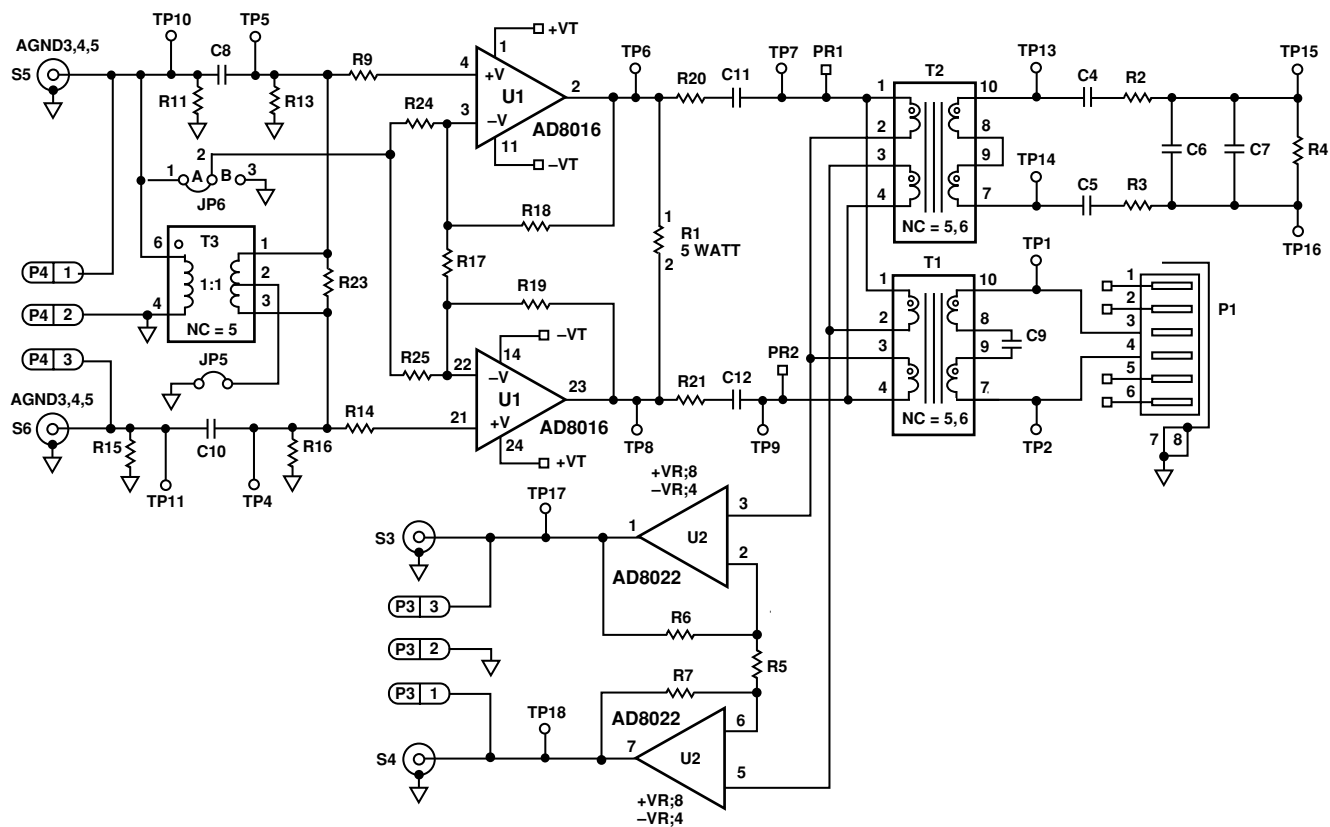 TP10 TP5
AGND3,4,5 C8
S5
R11 R13
R9
4 +V 1 +VT
U1 2
3 –V
AD8016
11 –VT
R24
TP6
R20 C11
TP7 PR1
T2
1 10
2 8
3 9
4 7
NC = 5,6
TP13
C4 R2
TP15
C6 C7 R4
TP14
C5 R3
TP16
1 A 2 B 3
JP6
R18
R17
1
R1
5 WATT
2
6 T3 1
1:1 2
4 3
NC = 5
R23
P4 1
P4 2
P4 3
R19
JP5
R25
22 –V 14 –VT
U1 23
21 +V
AD8016
24 +VT
T1
1 10
2 8
3 9
4 7
NC = 5,6
TP1
C9
TP2
1
2
3
4
5
6
P1
7 8
PR2
R21 C12
TP8 TP9
AGND3,4,5
S6
R15 C10 R16
R14
TP11 TP4
+VR;8
–VR;4
TP17
S3
1 U2 3
2
AD8022
P3 3
P3 2
P3 1
R6
R5
R7
TP18
AD8022
S4
7 U2 6
5
+VR;8
–VR;4